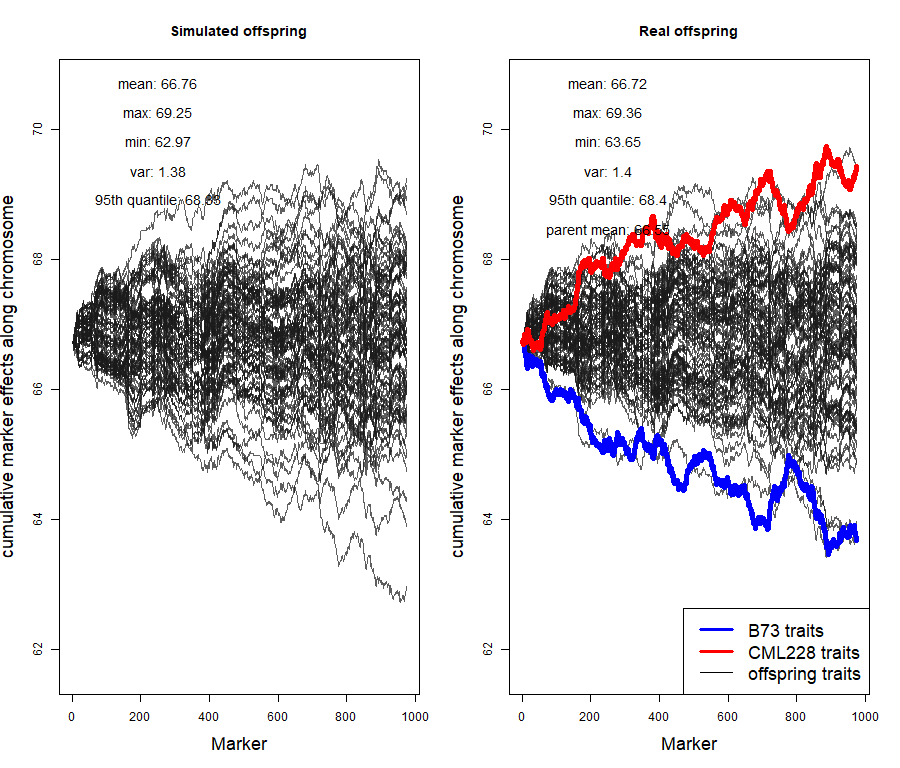 Simulated offspring
mean: 66.76
max: 69.25
min: 62.97
var: 1.38
95th quantile:
cumulative marker effects along chromosome
70
68
66
64
62
0 200 400 600 800 1000
Marker
Real offspring
mean: 66.72
max: 69.36
min: 63.65
var: 1.4
95th quantile: 68.4
parent mean:
cumulative marker effects along chromosome
70
68
66
64
62
B73 traits
CML228 traits
offspring traits
0 200 400 600 800 1000
Marker